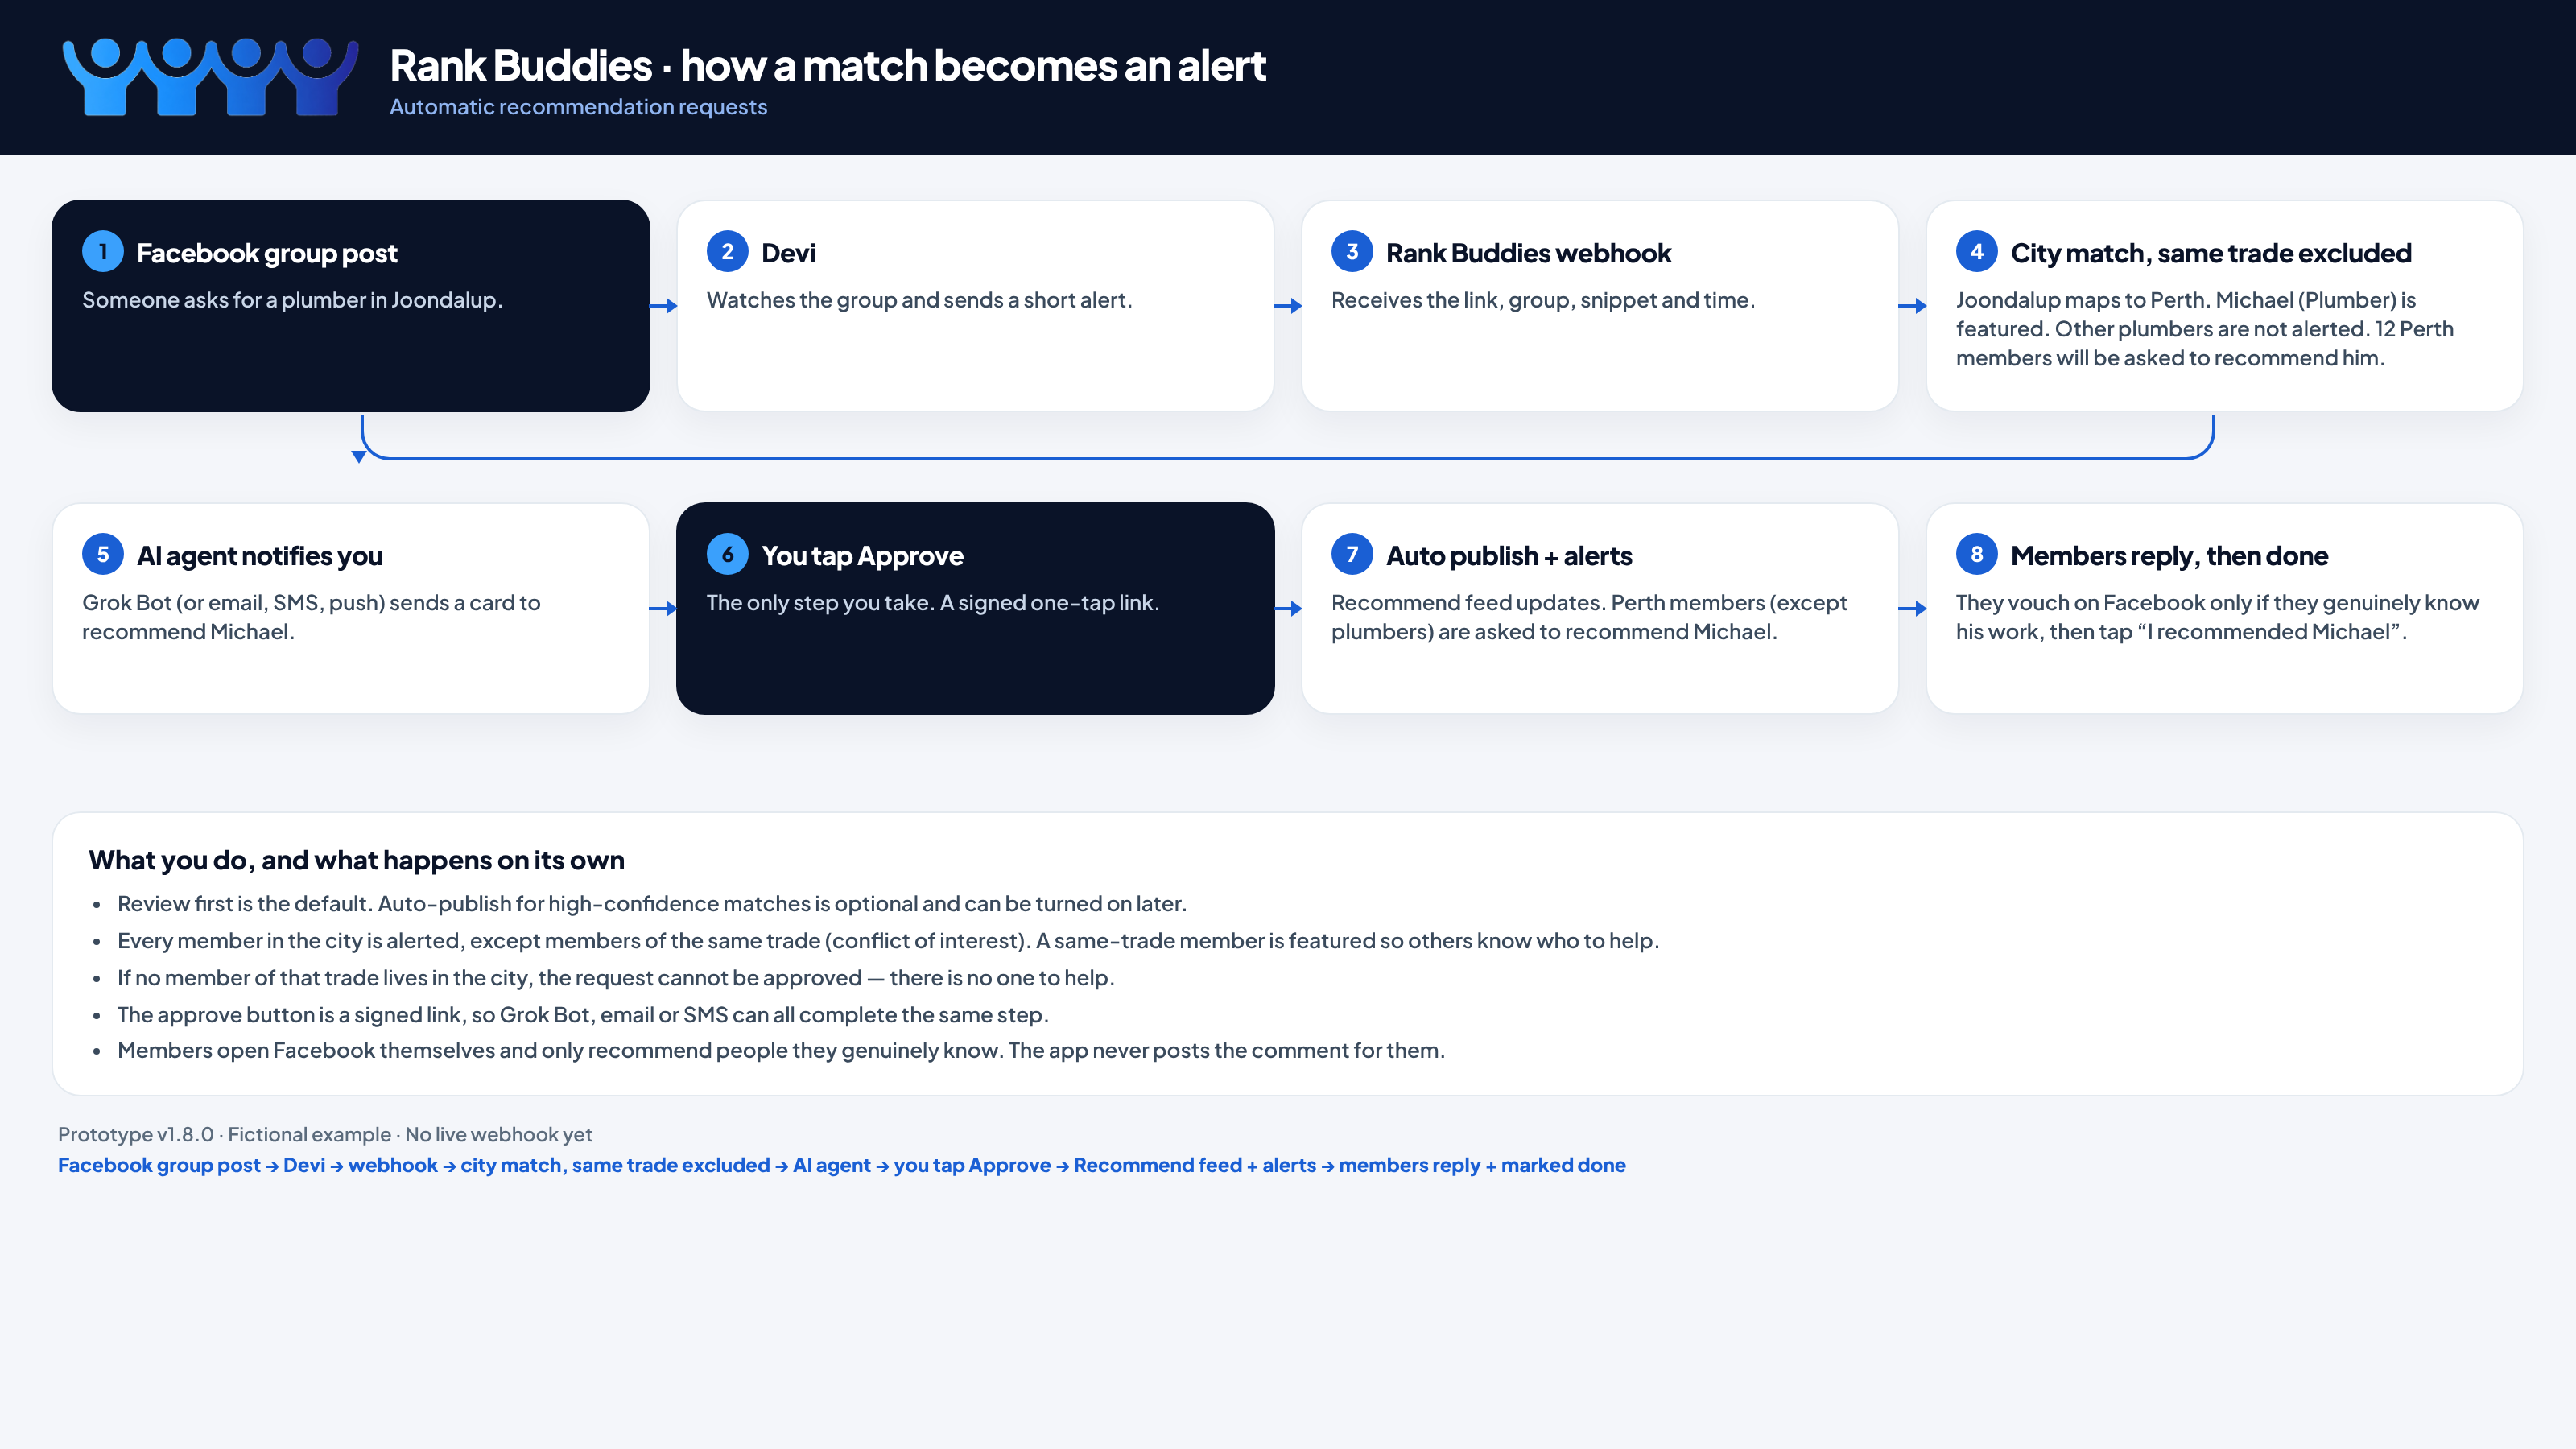 Rank Buddies · how a match becomes an alert
Automatic recommendation requests
1 Facebook group post
Someone asks for a plumber in Joondalup.
2 Devi
Watches the group and sends a short alert.
3 Rank Buddies webhook
Receives the link, group, snippet and time.
4 City match, same trade excluded
Joondalup maps to Perth. Michael (Plumber) is
featured. Other plumbers are not alerted. 12 Perth
members will be asked to recommend him.
5 AI agent notifies you
Grok Bot (or email, SMS, push) sends a card to
recommend Michael.
6 You tap Approve
The only step you take. A signed one-tap link.
7 Auto publish + alerts
Recommend feed updates. Perth members (except
plumbers) are asked to recommend Michael.
8 Members reply, then done
They vouch on Facebook only if they genuinely know
his work, then tap “I recommended Michael”.
What you do, and what happens on its own
• Review first is the default. Auto-publish for high-confidence matches is optional and can be turned on later.
• Every member in the city is alerted, except members of the same trade (conflict of interest). A same-trade member is featured so others know who to help.
• If no member of that trade lives in the city, the request cannot be approved — there is no one to help.
• The approve button is a signed link, so Grok Bot, email or SMS can all complete the same step.
• Members open Facebook themselves and only recommend people they genuinely know. The app never posts the comment for them.
Prototype v1.8.0 · Fictional example · No live webhook yet
Facebook group post → Devi → webhook → city match, same trade excluded → AI agent → you tap Approve → Recommend feed + alerts → members reply + marked done